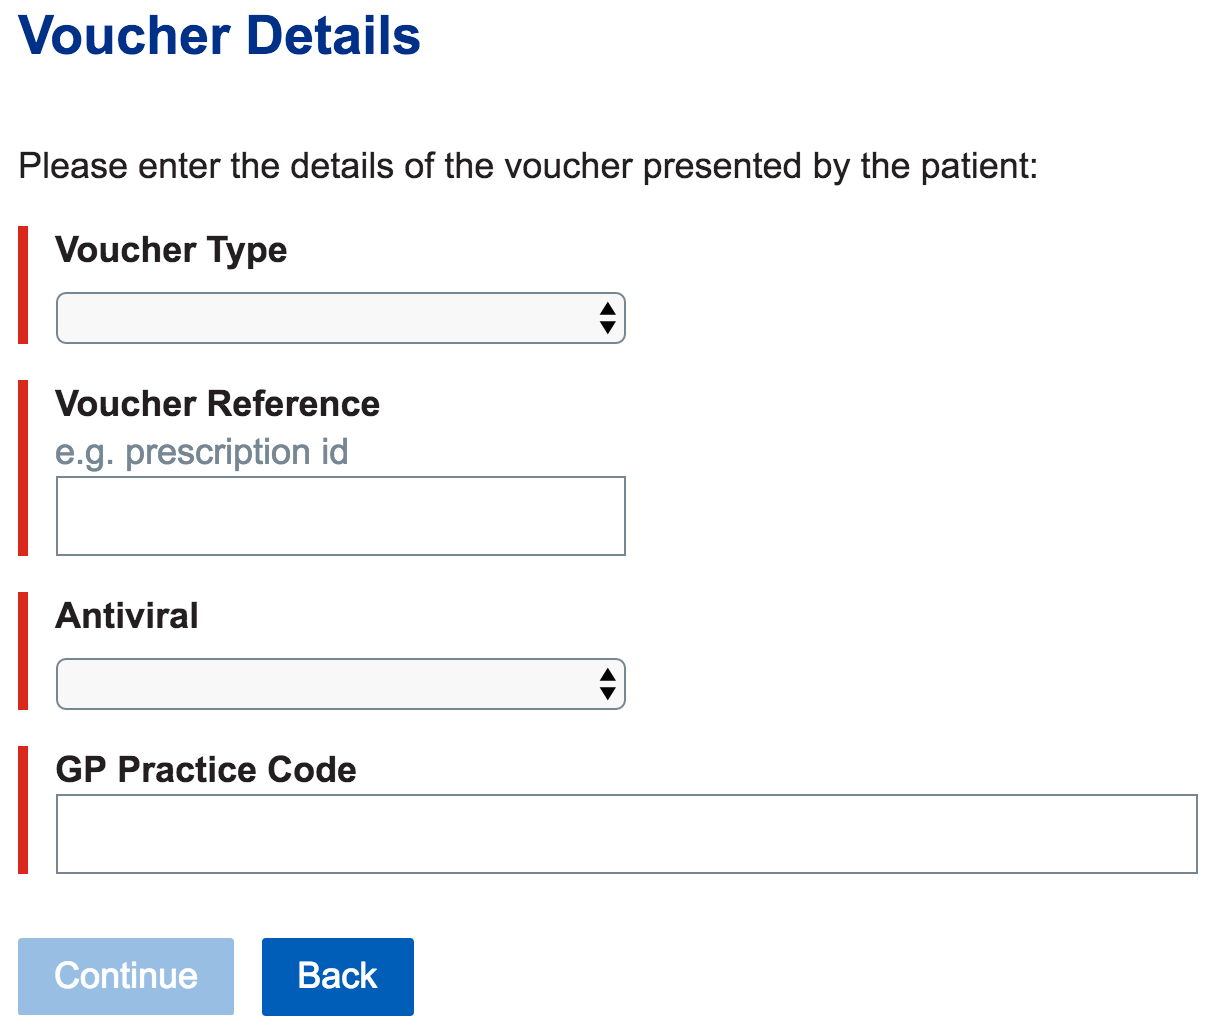 Voucher Details
Please enter the details of the voucher presented by the patient:
Voucher Type
Voucher Reference
e.g. prescription id
Antiviral
GP Practice Code
Continue Back